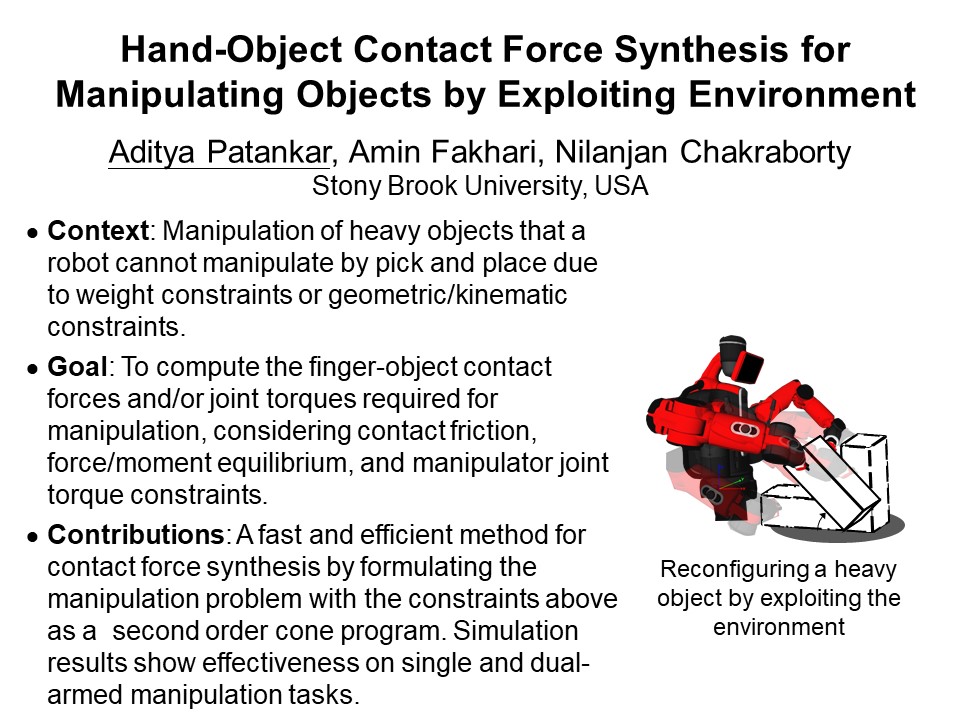 Hand-Object Contact Force Synthesis for
Manipulating Objects by Exploiting Environment
Aditya Patankar, Amin Fakhari, Nilanjan Chakraborty
Stony Brook University, USA
• Context: Manipulation of heavy objects that a
robot cannot manipulate by pick and place due
to weight constraints or geometric/kinematic
constraints.
• Goal: To compute the finger-object contact
forces and/or joint torques required for
manipulation, considering contact friction,
force/moment equilibrium, and manipulator joint
torque constraints.
• Contributions: A fast and efficient method for
contact force synthesis by formulating the
manipulation problem with the constraints above
as a  second order cone program. Simulation
results show effectiveness on single and dual-
armed manipulation tasks.
Reconfiguring a heavy
object by exploiting the
environment